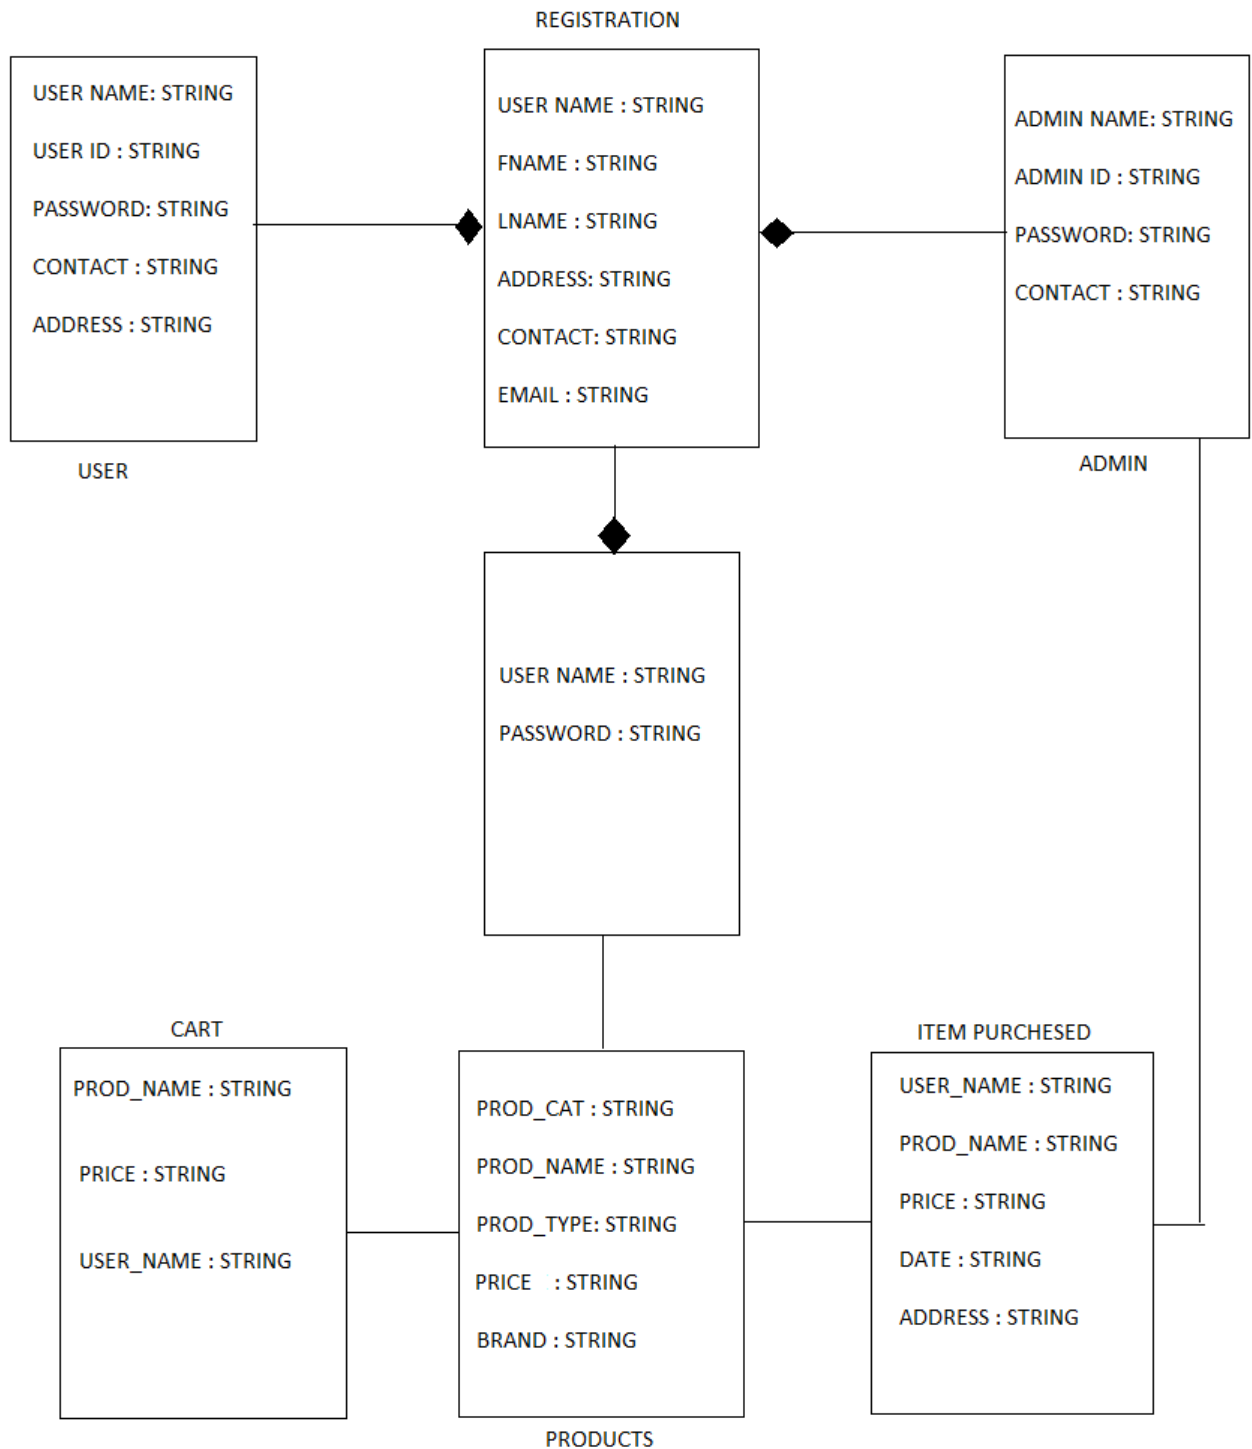 REGISTRATION
USER NAME: STRING
USER ID : STRING
PASSWORD: STRING
CONTACT : STRING
ADDRESS : STRING
USER
USER NAME : STRING
FNAME : STRING
LNAME : STRING
ADDRESS: STRING
CONTACT: STRING
EMAIL : STRING
ADMIN NAME: STRING
ADMIN ID : STRING
PASSWORD: STRING
CONTACT : STRING
ADMIN
USER NAME : STRING
PASSWORD : STRING
CART
PROD_NAME : STRING
PRICE : STRING
USER_NAME : STRING
PROD_CAT : STRING
PROD_NAME : STRING
PROD_TYPE: STRING
PRICE : STRING
BRAND : STRING
PRODUCTS
ITEM PURCHESED
USER_NAME : STRING
PROD_NAME : STRING
PRICE : STRING
DATE : STRING
ADDRESS : STRING